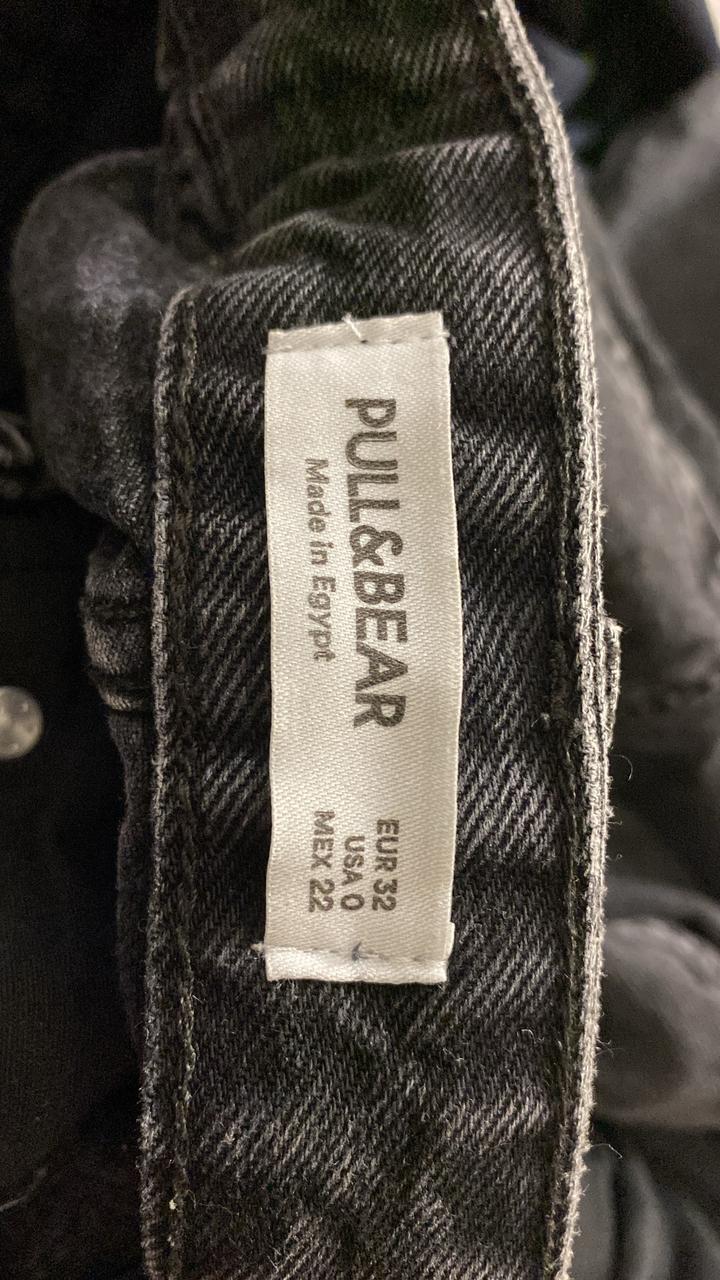 PULL&BEAR
Made in Egypt
EUR 32
USA 0
MEX 22